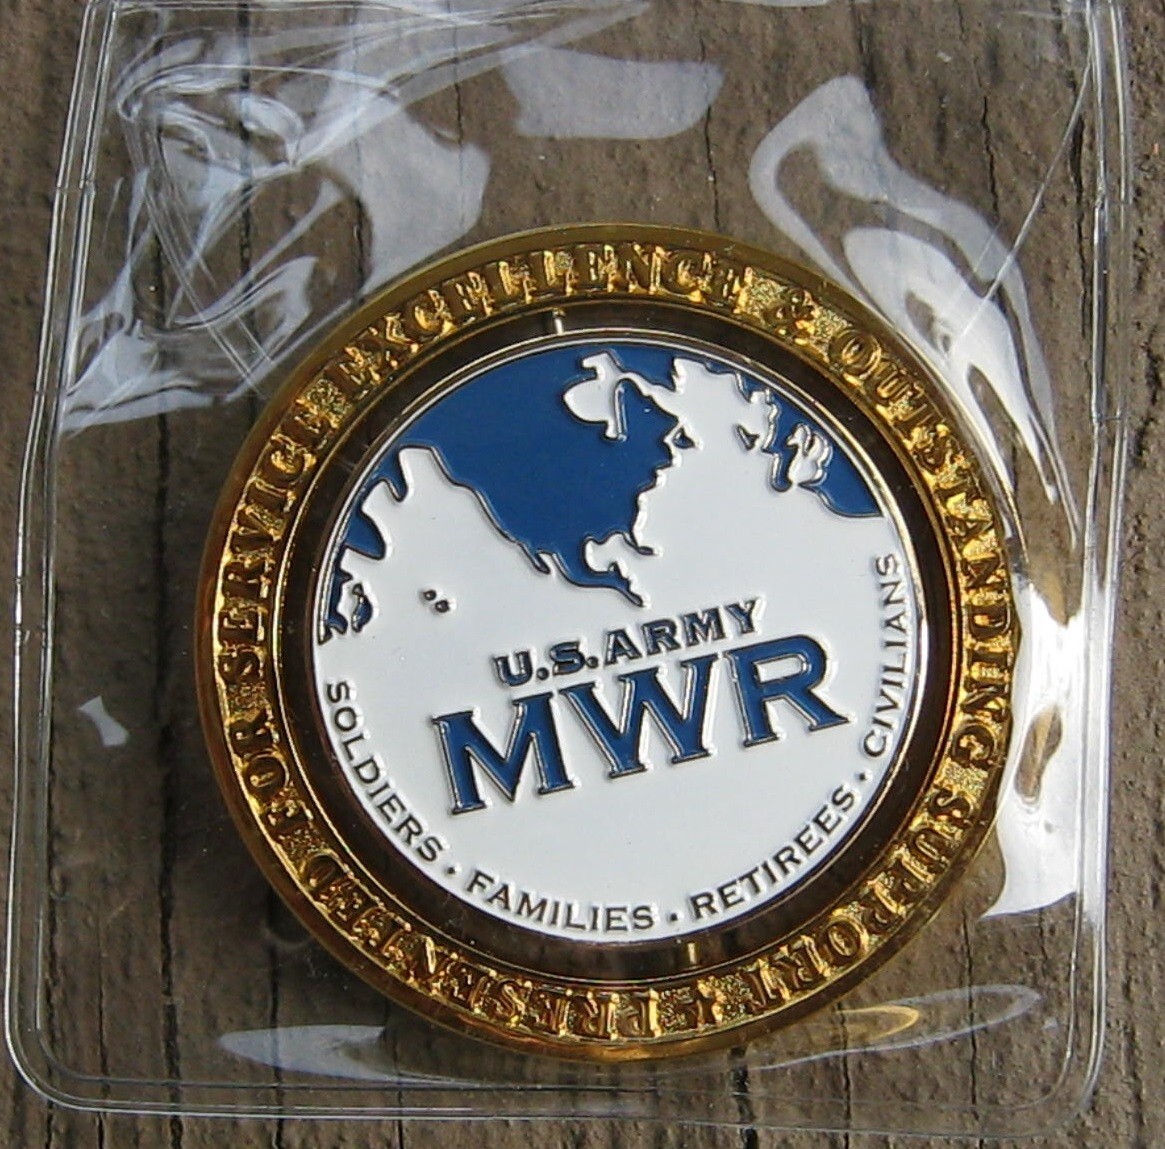 PRESENTED FOR SERVICE EXCELLENCE & OUTSTANDING SUPPORT
U.S.ARMY
MWR
SOLDIERS · FAMILIES · RETIREES · CIVILIANS